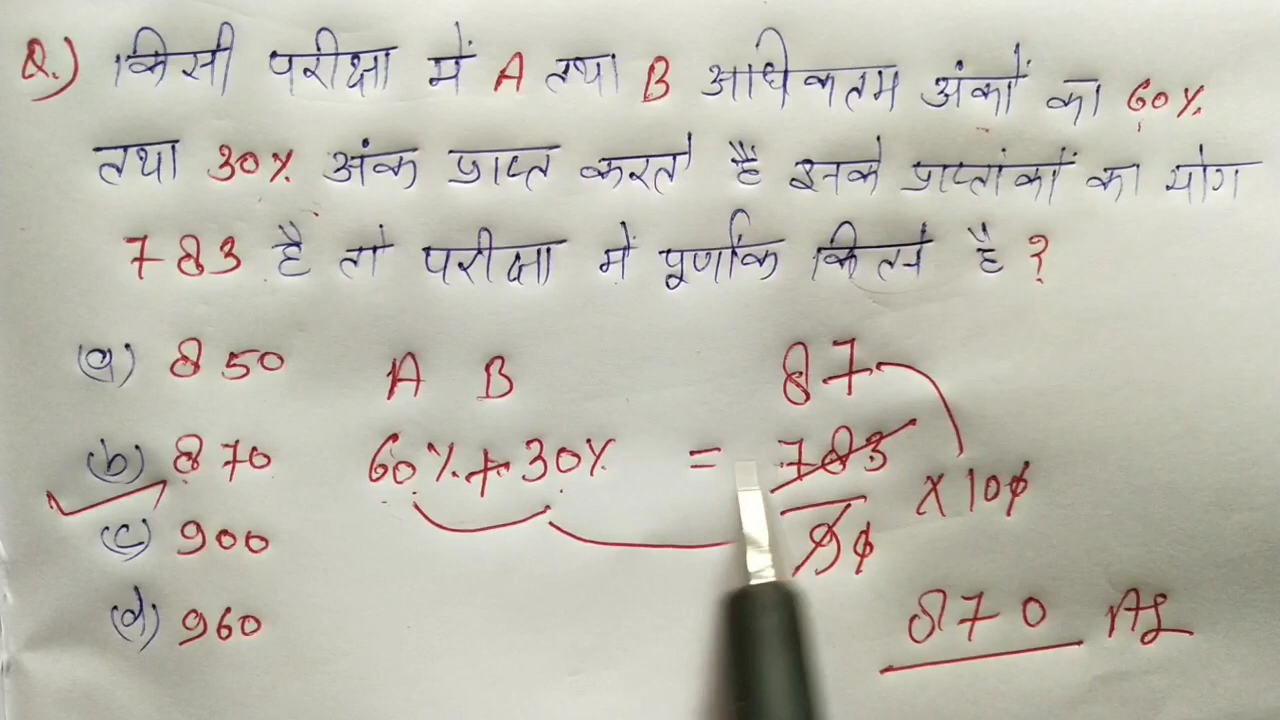 Q.) किसी परीक्षा में A तथा B अधिकतम अंकों का 60%
तथा 30% अंक प्राप्त करते है इनके प्राप्तांकों का योग
783 है तो परीक्षा में पूर्णांक कितने है ?
(a) 850
(b) 870
(c) 900
(d) 960
A B
87
60% + 30% = 783
90 × 100
870 As